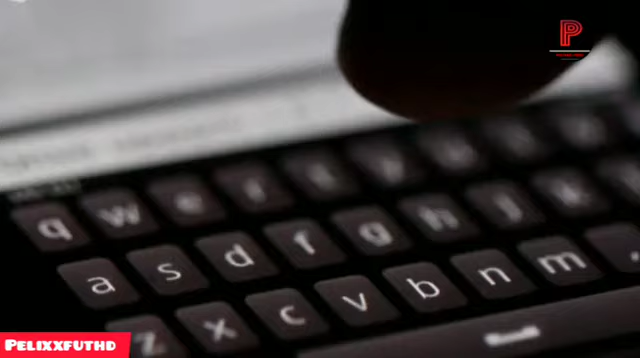 P
q w e r t y u
a s d f g h j k
z x c v b n m
Pelixxfuthd